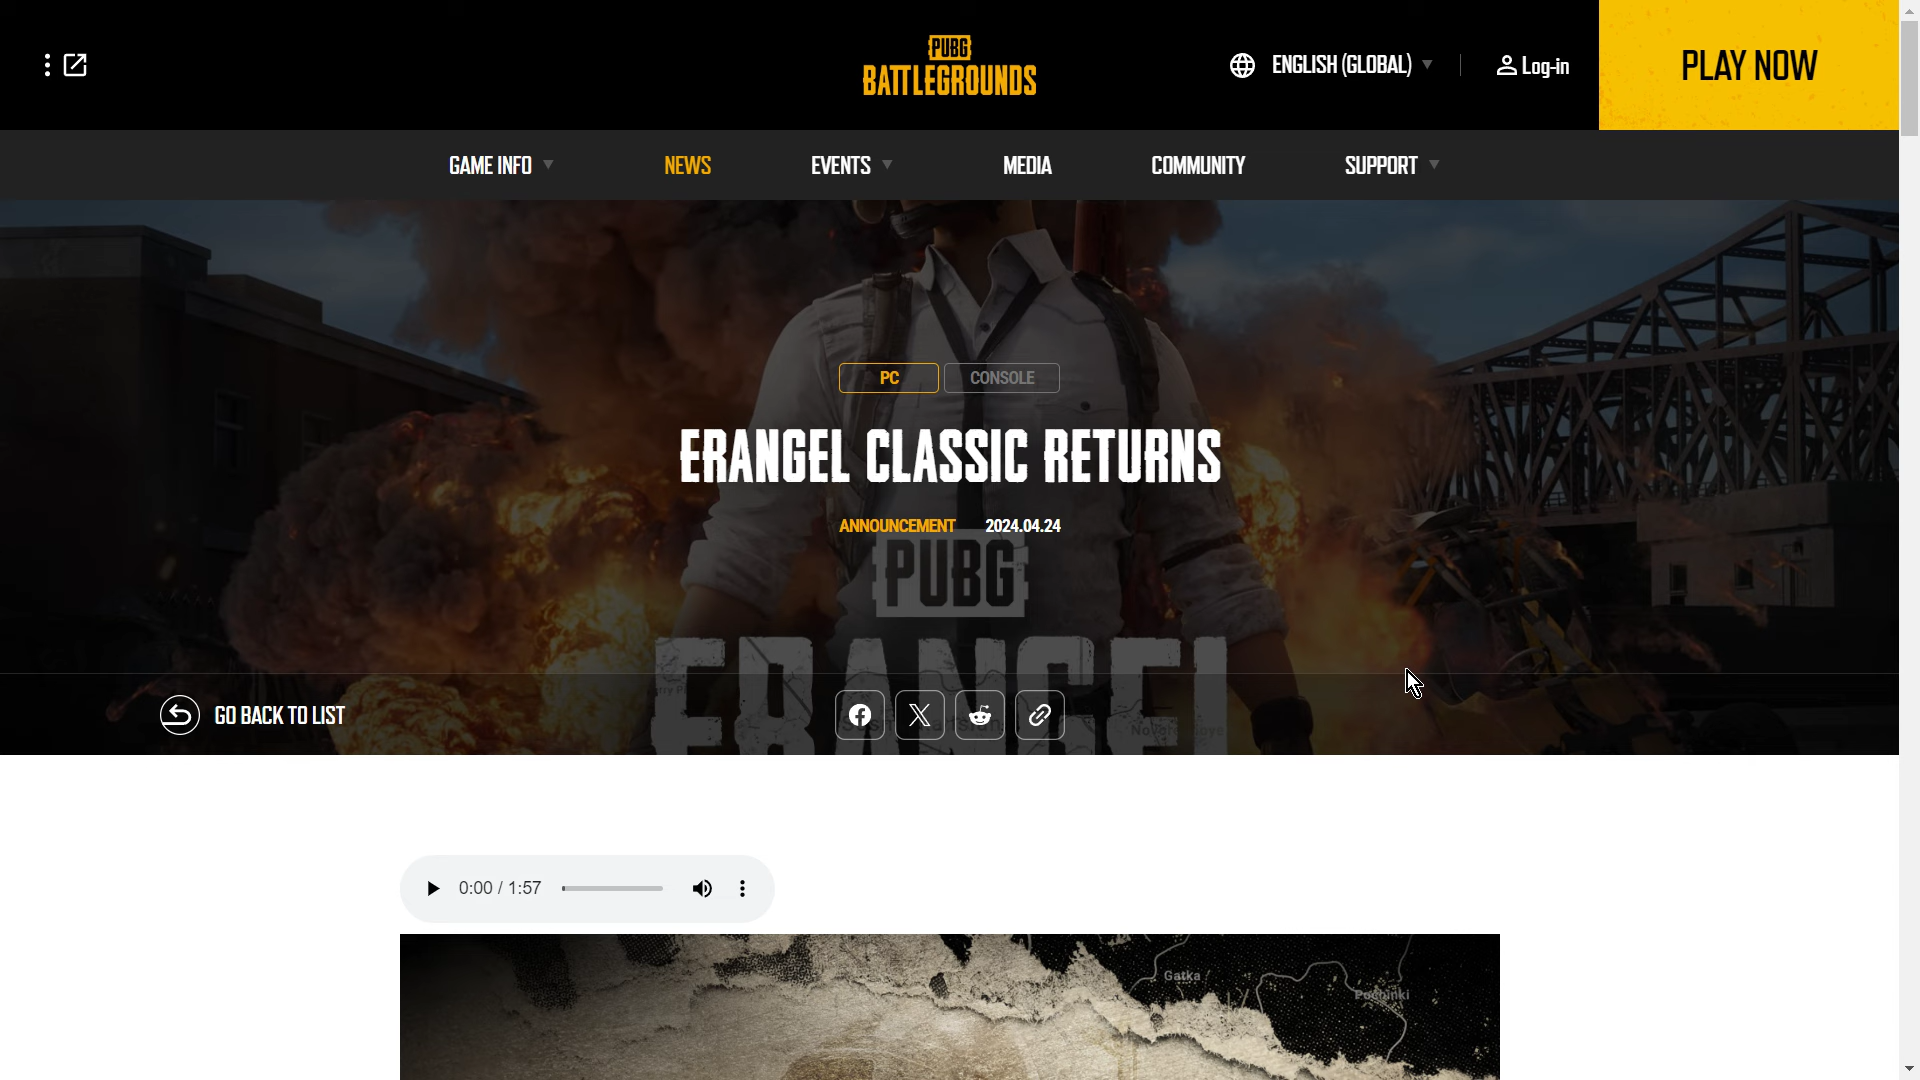 PUBG
BATTLEGROUNDS
ENGLISH (GLOBAL)
Log-in
PLAY NOW
GAME INFO
NEWS
EVENTS
MEDIA
COMMUNITY
SUPPORT
PC
CONSOLE
ERANGEL CLASSIC RETURNS
ANNOUNCEMENT
2024.04.24
PUBG
ERANGEL
GO BACK TO LIST
0:00 / 1:57
Gatka
Pochinki